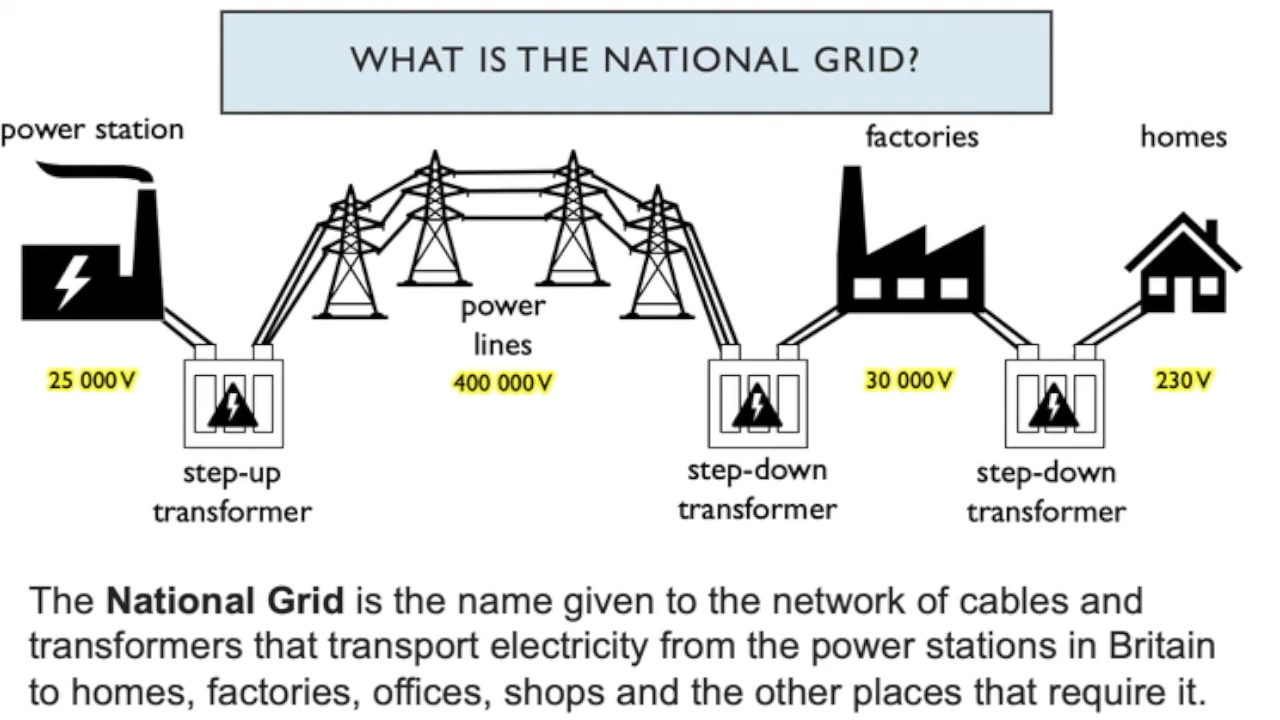 WHAT IS THE NATIONAL GRID?
power station
factories
homes
power
lines
25 000 V
400 000 V
30 000 V
230 V
step-up
transformer
step-down
transformer
step-down
transformer
The National Grid is the name given to the network of cables and
transformers that transport electricity from the power stations in Britain
to homes, factories, offices, shops and the other places that require it.